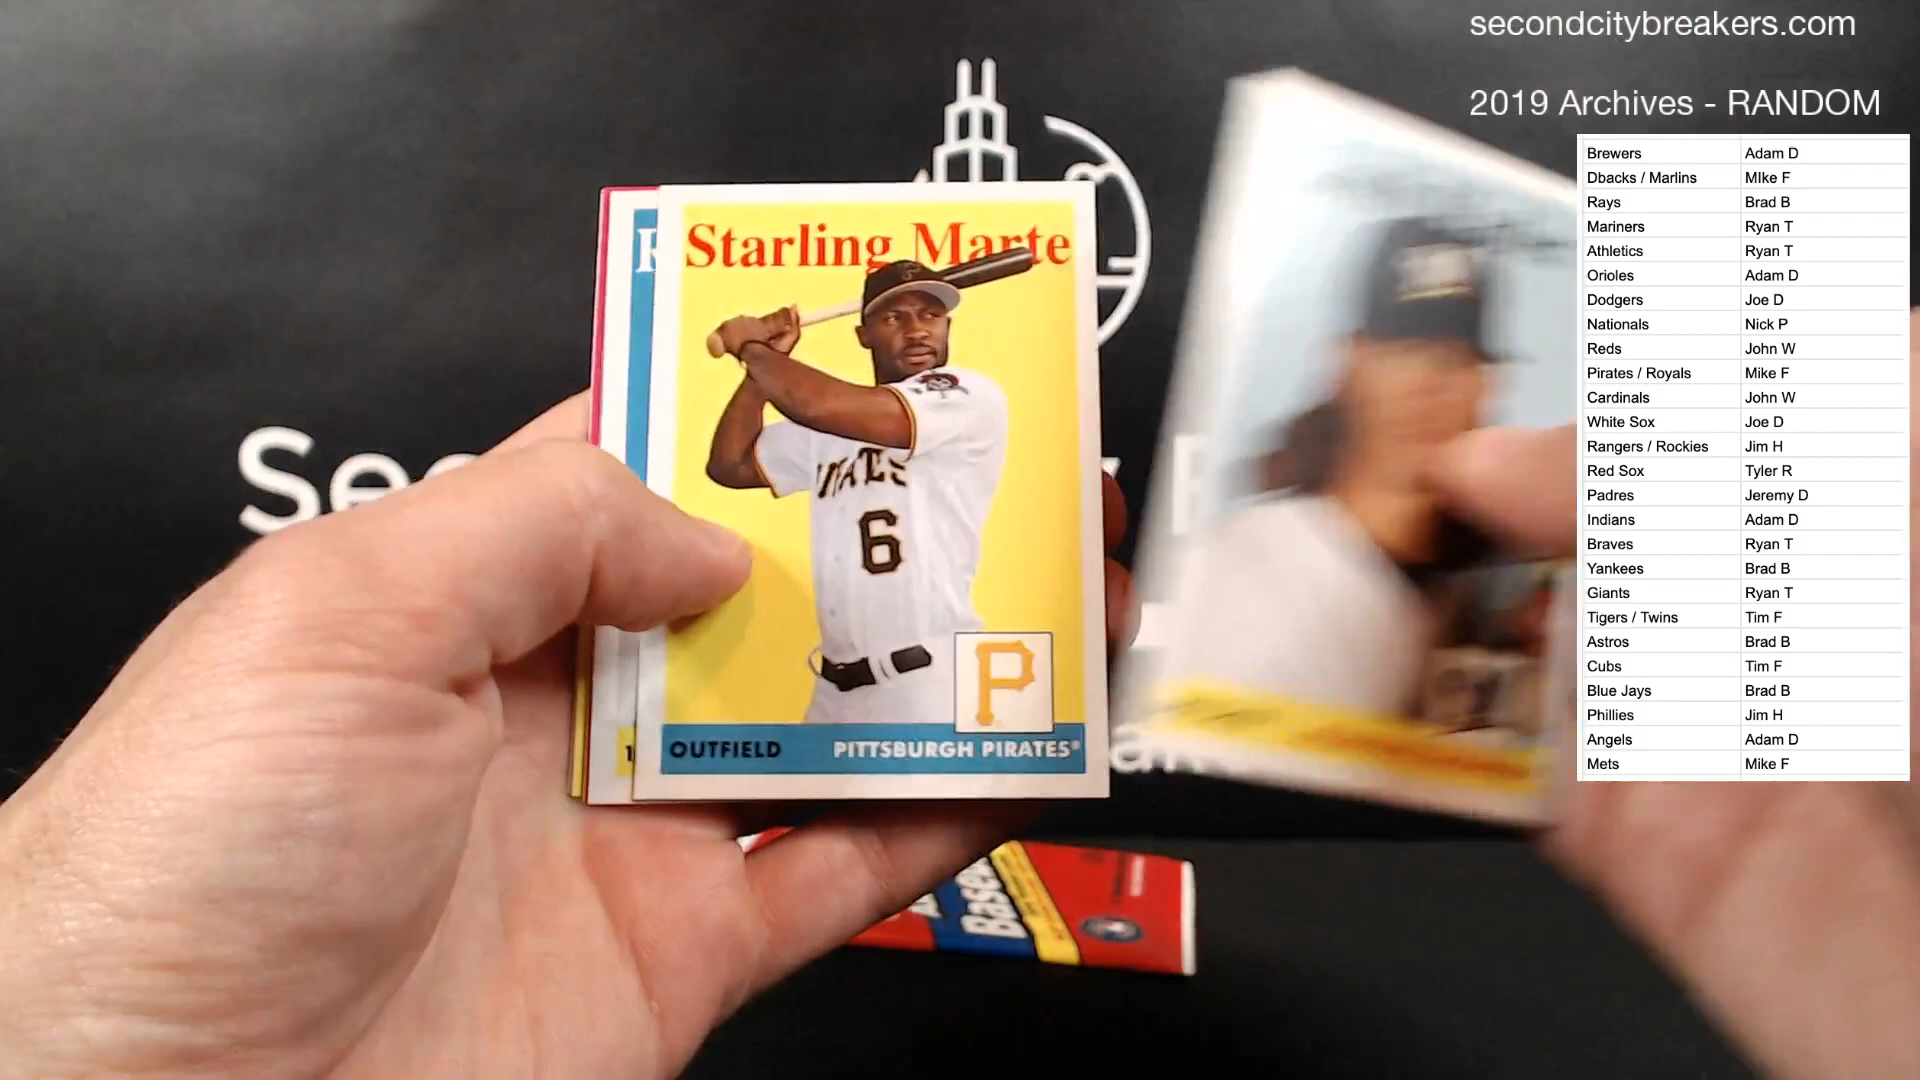 secondcitybreakers.com
2019 Archives - RANDOM
Brewers Adam D
Dbacks / Marlins MIke F
Rays Brad B
Mariners Ryan T
Athletics Ryan T
Orioles Adam D
Dodgers Joe D
Nationals Nick P
Reds John W
Pirates / Royals Mike F
Cardinals John W
White Sox Joe D
Rangers / Rockies Jim H
Red Sox Tyler R
Padres Jeremy D
Indians Adam D
Braves Ryan T
Yankees Brad B
Giants Ryan T
Tigers / Twins Tim F
Astros Brad B
Cubs Tim F
Blue Jays Brad B
Phillies Jim H
Angels Adam D
Mets Mike F
Starling Marte
6
P
OUTFIELD PITTSBURGH PIRATES®